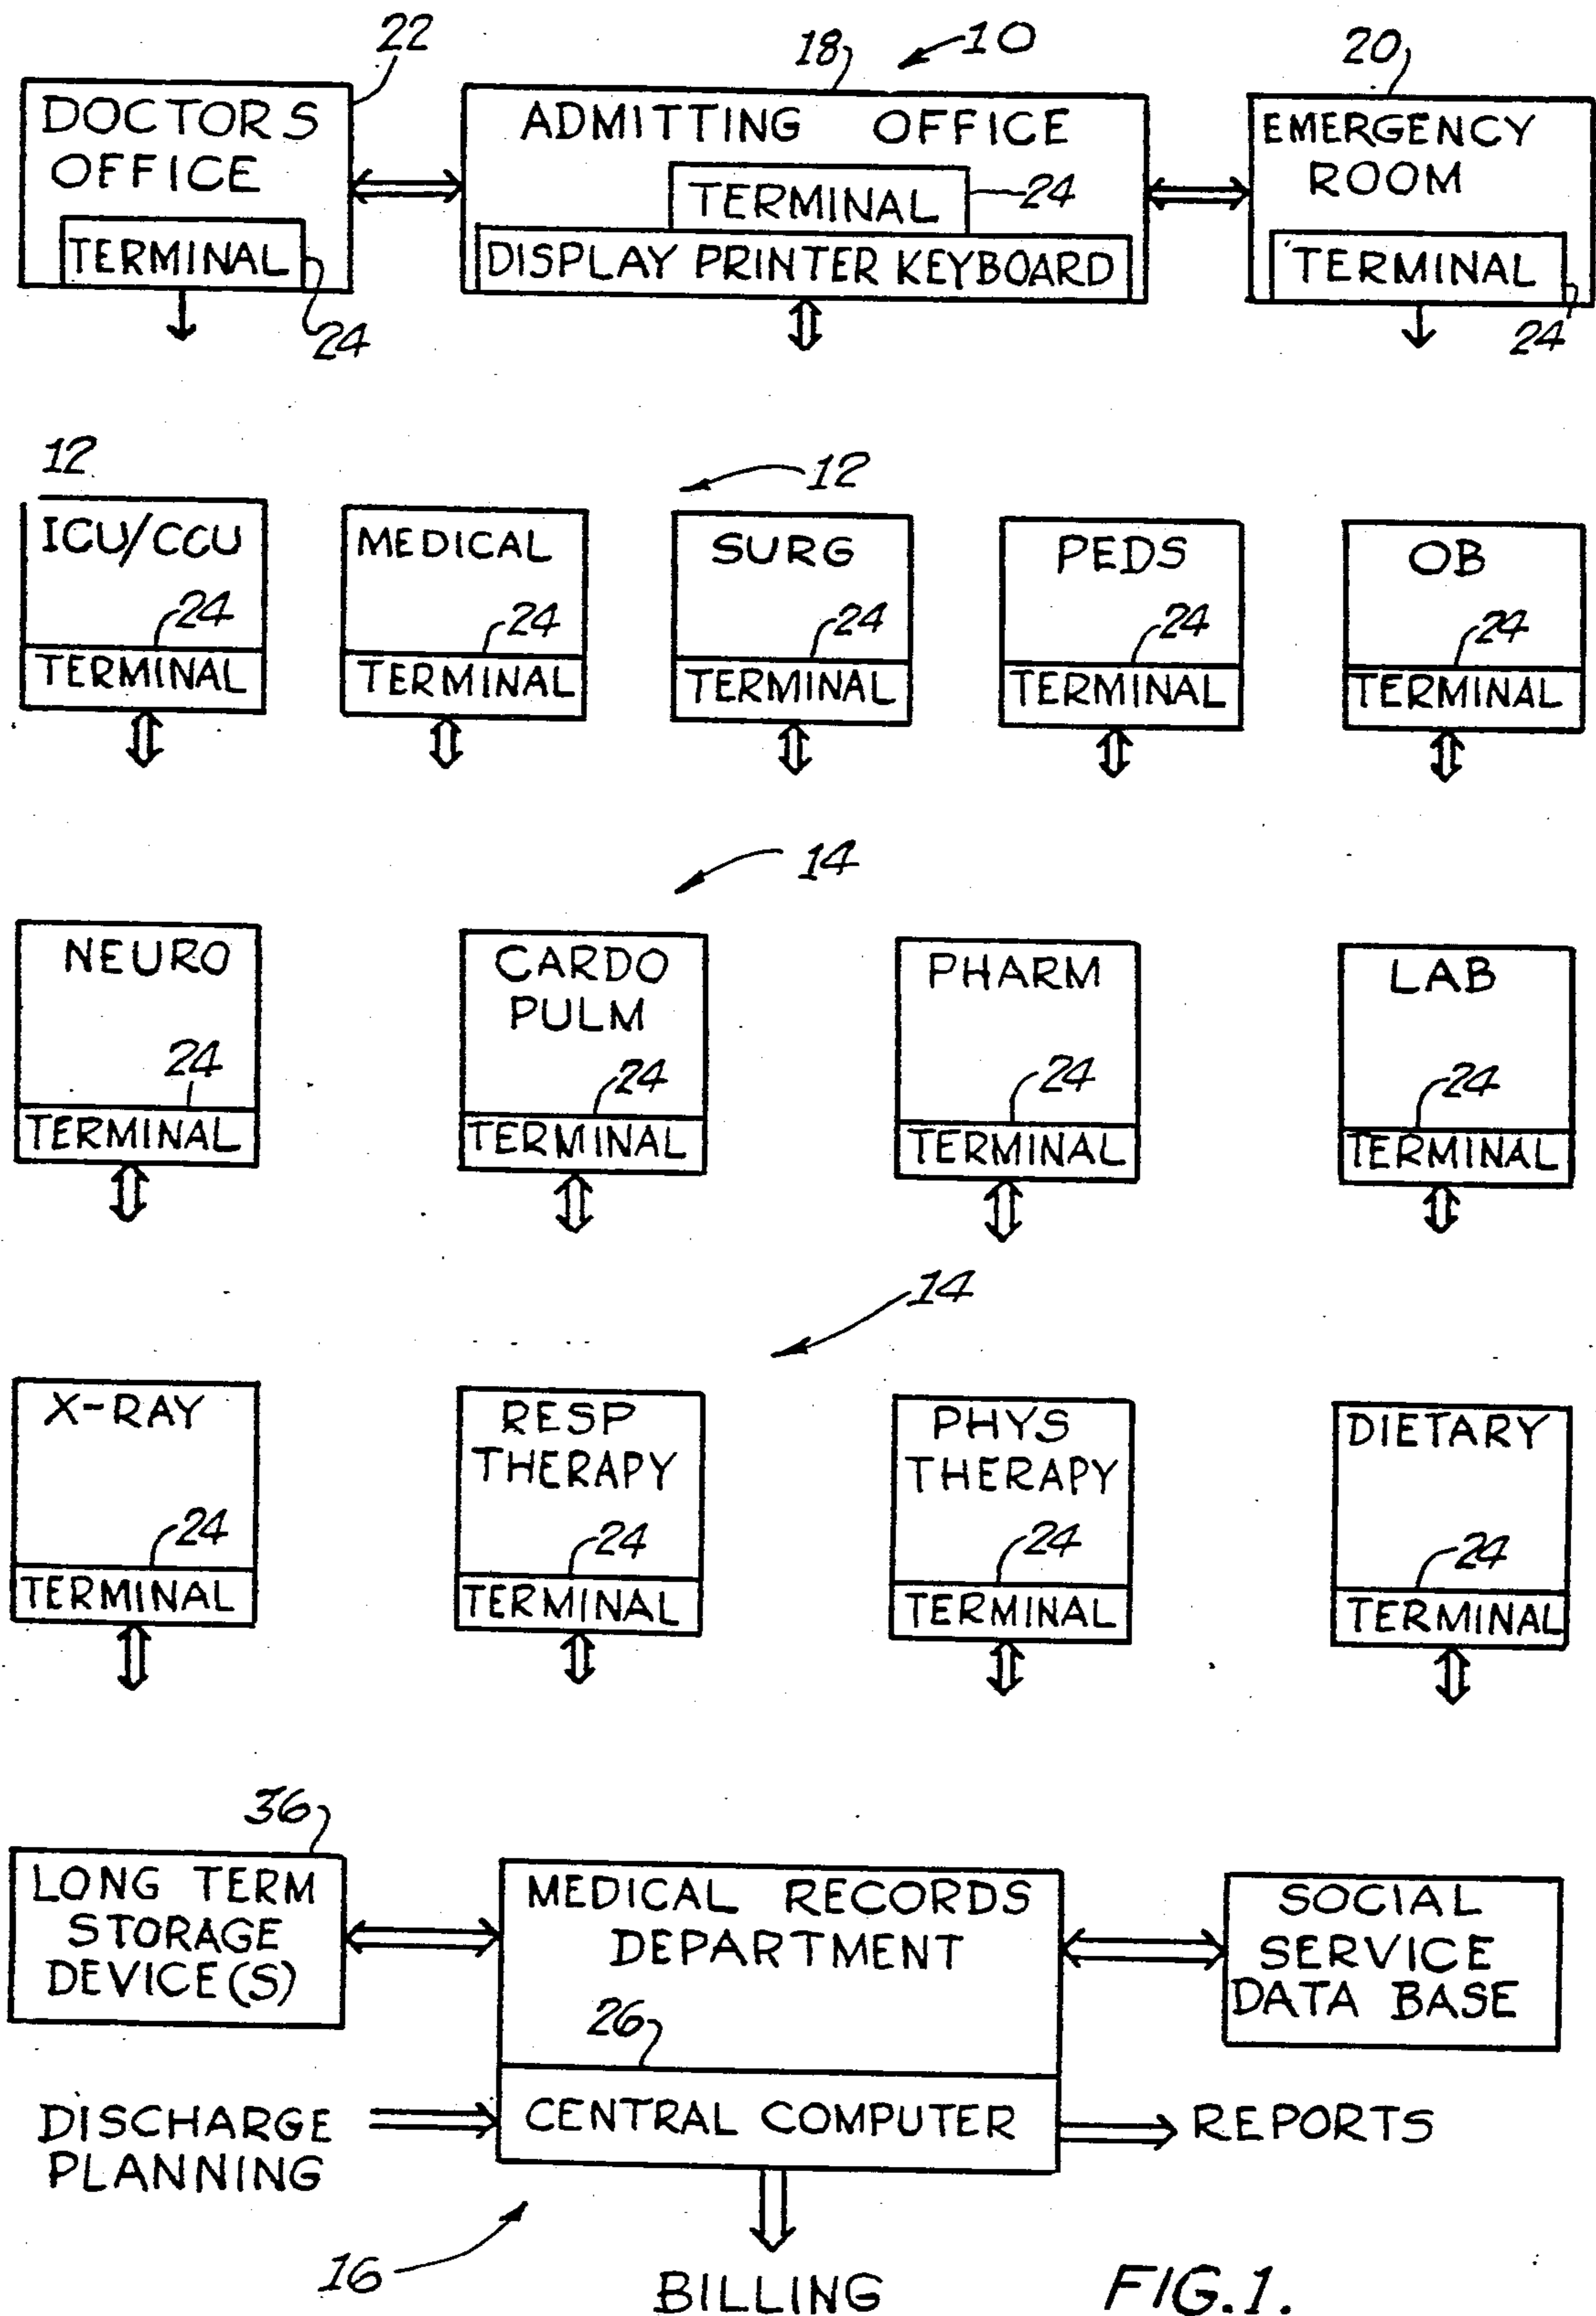 22
18
10
20
DOCTORS
OFFICE
TERMINAL
24
ADMITTING OFFICE
TERMINAL
24
DISPLAY PRINTER KEYBOARD
EMERGENCY
ROOM
TERMINAL
24
12
12
ICU/CCU
24
TERMINAL
MEDICAL
24
TERMINAL
SURG
24
TERMINAL
PEDS
24
TERMINAL
OB
24
TERMINAL
14
NEURO
24
TERMINAL
CARDO
PULM
24
TERMINAL
PHARM
24
TERMINAL
LAB
24
TERMINAL
14
X-RAY
24
TERMINAL
RESP
THERAPY
24
TERMINAL
PHYS
THERAPY
24
TERMINAL
DIETARY
24
TERMINAL
36
LONG TERM
STORAGE
DEVICE(S)
MEDICAL RECORDS
DEPARTMENT
26
CENTRAL COMPUTER
SOCIAL
SERVICE
DATA BASE
DISCHARGE
PLANNING
REPORTS
16
BILLING
FIG.1.